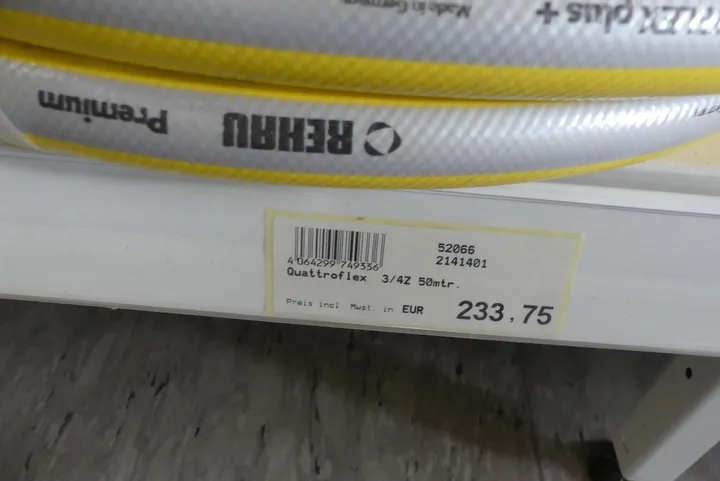 FLEX plus +
Made in Germany
REHAU
Premium
52066
2141401
4 064299 749336
Quattroflex 3/4Z 50mtr.
Preis incl. Mwst. in EUR 233,75